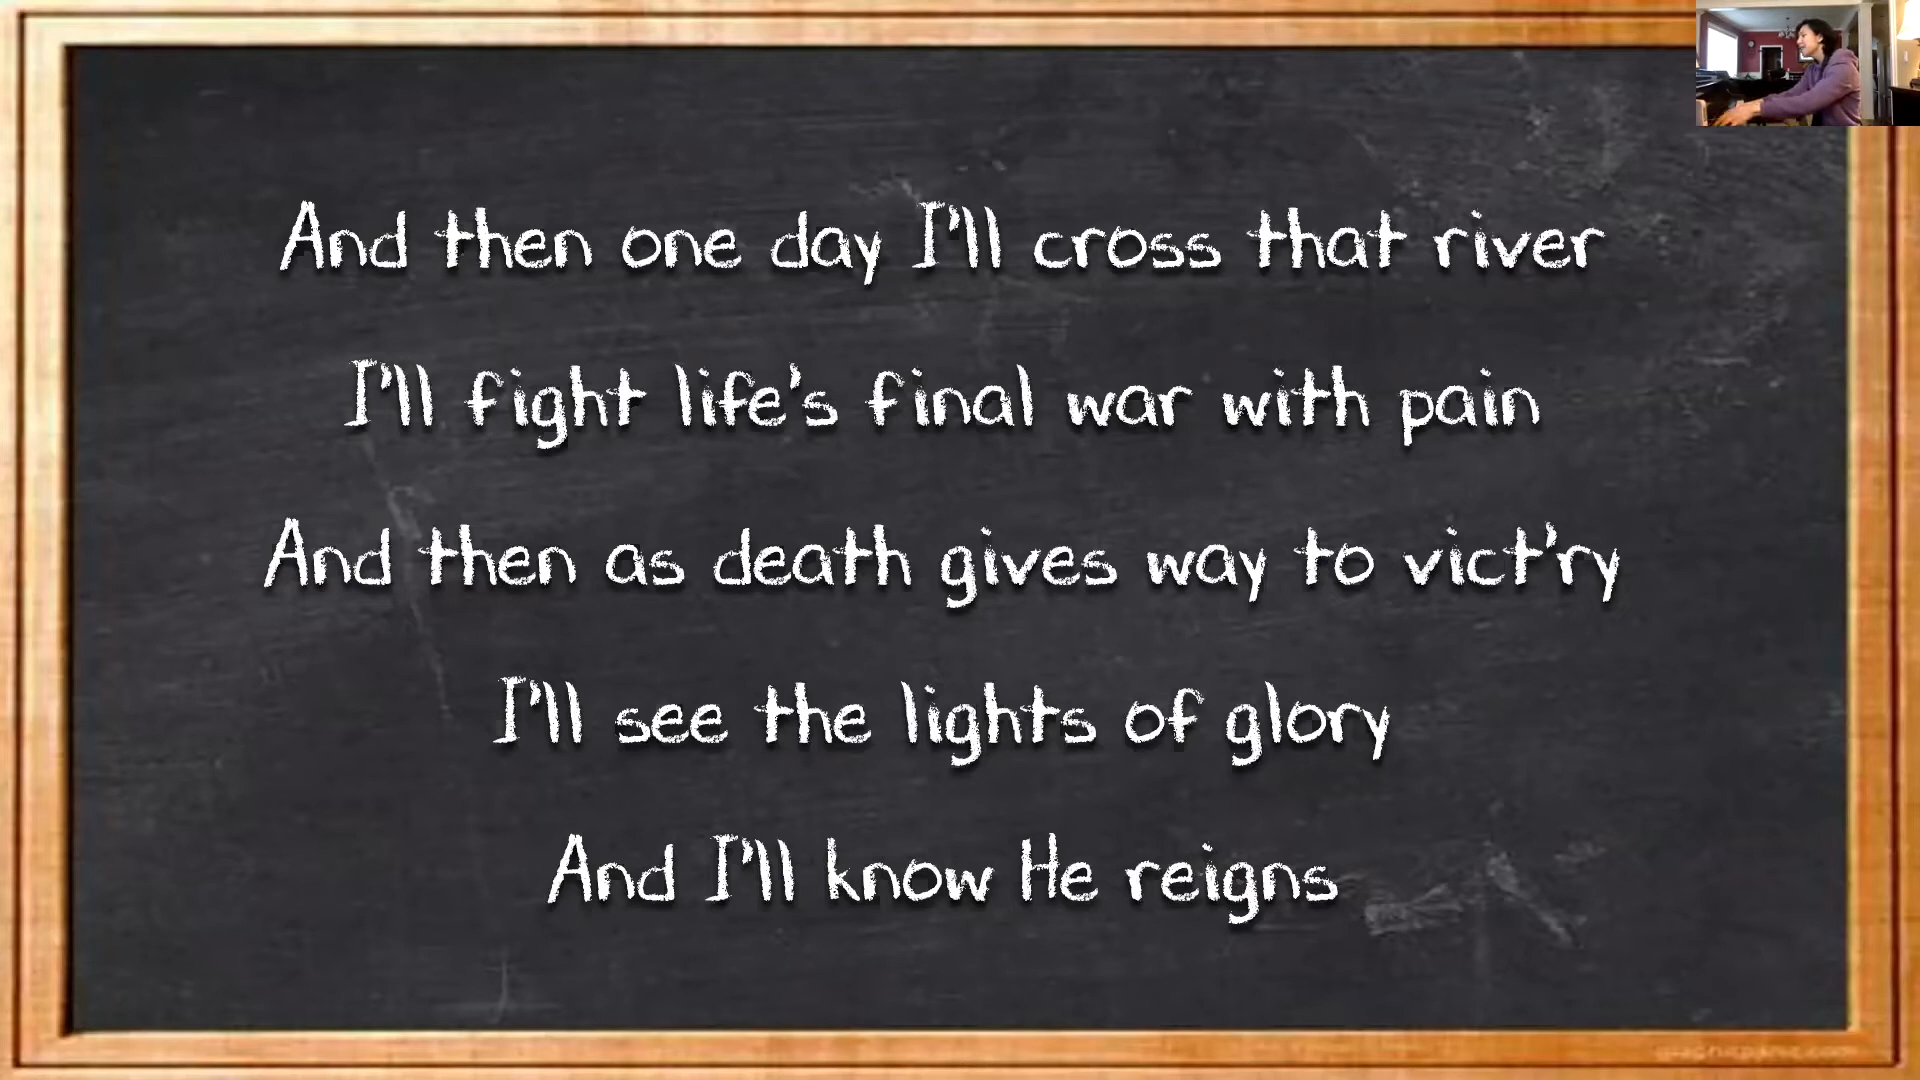 And then one day I'll cross that river
I'll fight life's final war with pain
And then as death gives way to vict'ry
I'll see the lights of glory
And I'll know He reigns